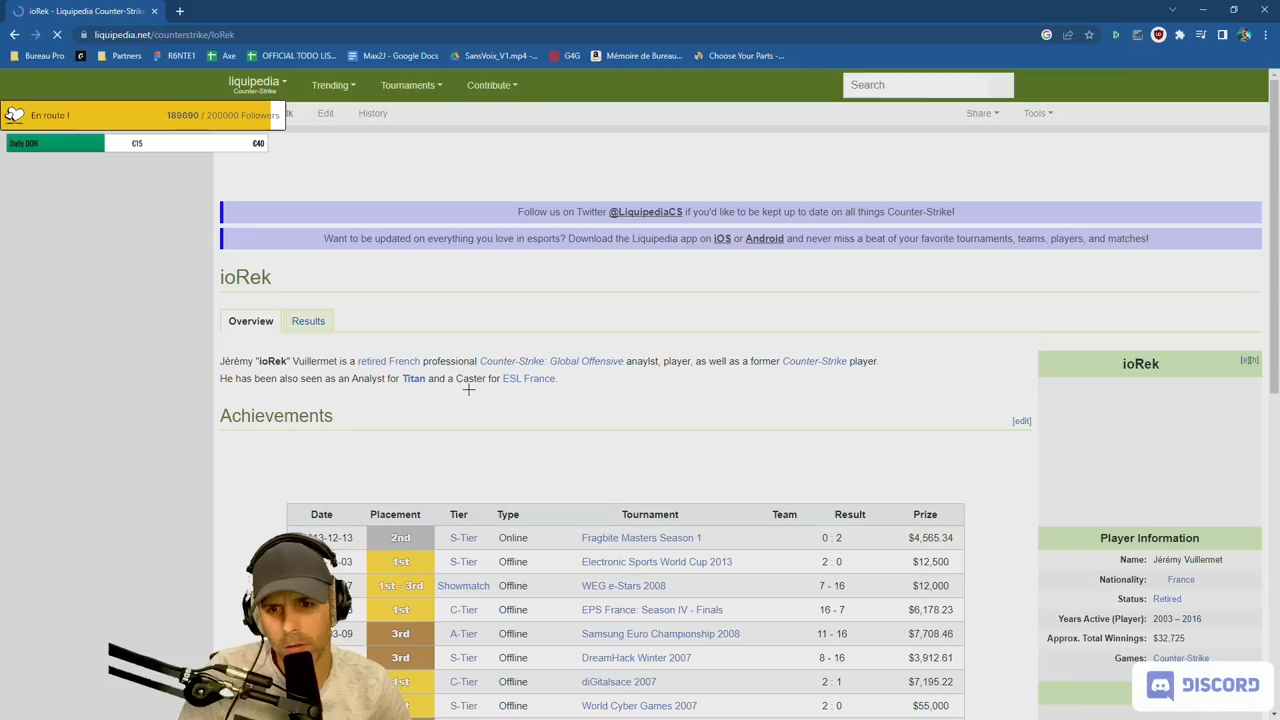 ioRek - Liquipedia Counter-Strike
liquipedia.net/counterstrike/IoRek
Bureau Pro
Partners
R6NTE1
Axe
OFFICIAL TODO LIS...
Max2J - Google Docs
SansVoix_V1.mp4 -...
G4G
Mémoire de Bureau...
Choose Your Parts -...
liquipedia
Counter-Strike
Trending
Tournaments
Contribute
Search
En route !
189690 / 200000 Followers
lk
Edit
History
Share
Tools
Daily DON
€15
€40
Follow us on Twitter @LiquipediaCS if you'd like to be kept up to date on all things Counter-Strike!
Want to be updated on everything you love in esports? Download the Liquipedia app on iOS or Android and never miss a beat of your favorite tournaments, teams, players, and matches!
ioRek
Overview
Results
Jérémy "ioRek" Vuillermet is a retired French professional Counter-Strike: Global Offensive anaylst, player, as well as a former Counter-Strike player.
He has been also seen as an Analyst for Titan and a Caster for ESL France.
Achievements
[edit]
Date Placement Tier Type Tournament Team Result Prize
13-12-13 2nd S-Tier Online Fragbite Masters Season 1 0 : 2 $4,565.34
-03 1st S-Tier Offline Electronic Sports World Cup 2013 2 : 0 $12,500
7 1st - 3rd Showmatch Offline WEG e-Stars 2008 7 - 16 $12,000
1st C-Tier Offline EPS France: Season IV - Finals 16 - 7 $6,178.23
03-09 3rd A-Tier Offline Samsung Euro Championship 2008 11 - 16 $7,708.46
3rd S-Tier Offline DreamHack Winter 2007 8 - 16 $3,912.61
1st C-Tier Offline diGitalsace 2007 2 : 1 $7,195.22
S-Tier Offline World Cyber Games 2007 2 : 0 $55,000
ioRek
[e][h]
Player Information
Name: Jérémy Vuillermet
Nationality: France
Status: Retired
Years Active (Player): 2003 – 2016
Approx. Total Winnings: $32,725
Games: Counter-Strike
DISCORD